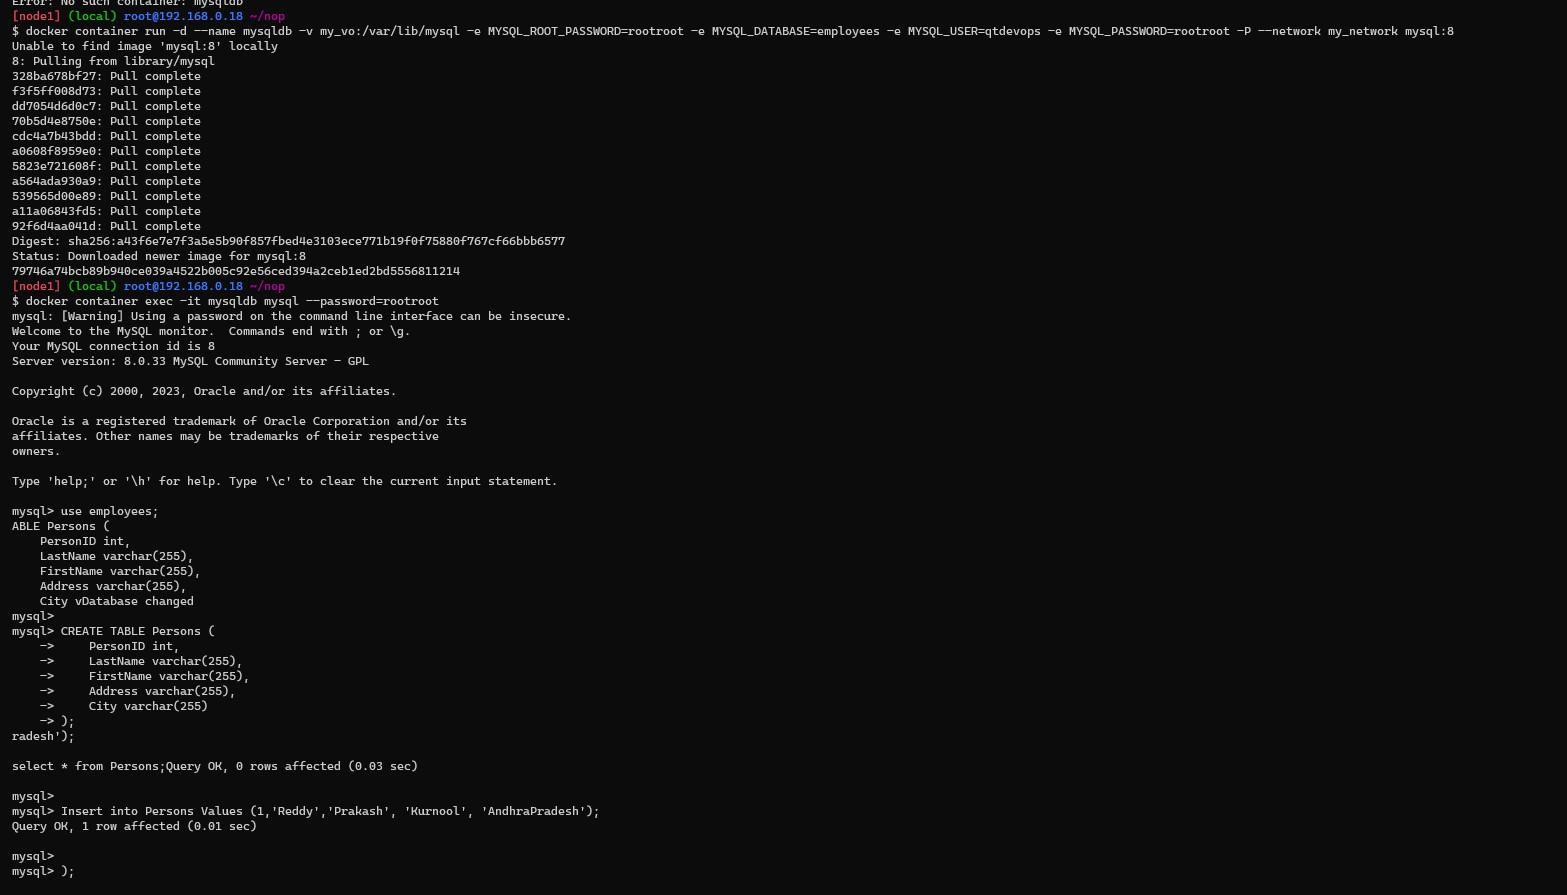 Error: No such container: mysqldb
[node1] (local) root@192.168.0.18 ~/nop
$ docker container run -d --name mysqldb -v my_vo:/var/lib/mysql -e MYSQL_ROOT_PASSWORD=rootroot -e MYSQL_DATABASE=employees -e MYSQL_USER=qtdevops -e MYSQL_PASSWORD=rootroot -P --network my_network mysql:8
Unable to find image 'mysql:8' locally
8: Pulling from library/mysql
328ba678bf27: Pull complete
f3f5ff008d73: Pull complete
dd7054d6d0c7: Pull complete
70b5d4e8750e: Pull complete
cdc4a7b43bdd: Pull complete
a0608f8959e0: Pull complete
5823e721608f: Pull complete
a564ada930a9: Pull complete
539565d00e89: Pull complete
a11a06843fd5: Pull complete
92f6d4aa041d: Pull complete
Digest: sha256:a43f6e7e7f3a5e5b90f857fbed4e3103ece771b19f0f75880f767cf66bbb6577
Status: Downloaded newer image for mysql:8
79746a74bcb89b940ce039a4522b005c92e56ced394a2ceb1ed2bd5556811214
[node1] (local) root@192.168.0.18 ~/nop
$ docker container exec -it mysqldb mysql --password=rootroot
mysql: [Warning] Using a password on the command line interface can be insecure.
Welcome to the MySQL monitor.  Commands end with ; or \g.
Your MySQL connection id is 8
Server version: 8.0.33 MySQL Community Server - GPL
Copyright (c) 2000, 2023, Oracle and/or its affiliates.
Oracle is a registered trademark of Oracle Corporation and/or its
affiliates. Other names may be trademarks of their respective
owners.
Type 'help;' or '\h' for help. Type '\c' to clear the current input statement.
mysql> use employees;
ABLE Persons (
    PersonID int,
    LastName varchar(255),
    FirstName varchar(255),
    Address varchar(255),
    City vDatabase changed
mysql>
mysql> CREATE TABLE Persons (
    ->     PersonID int,
    ->     LastName varchar(255),
    ->     FirstName varchar(255),
    ->     Address varchar(255),
    ->     City varchar(255)
    -> );
radesh');
select * from Persons;Query OK, 0 rows affected (0.03 sec)
mysql>
mysql> Insert into Persons Values (1,'Reddy','Prakash', 'Kurnool', 'AndhraPradesh');
Query OK, 1 row affected (0.01 sec)
mysql>
mysql> );